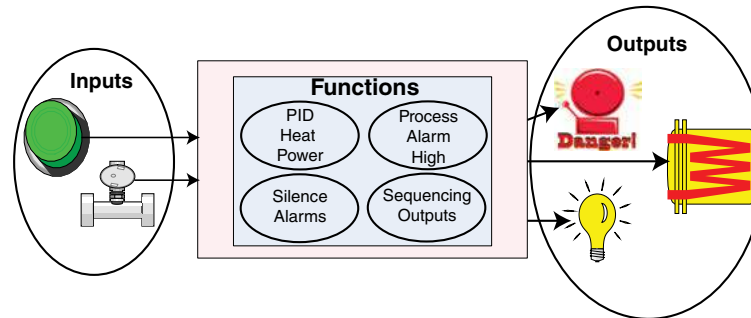 Inputs
Functions
PID
Heat
Power
Process
Alarm
High
Silence
Alarms
Sequencing
Outputs
Outputs
Danger!